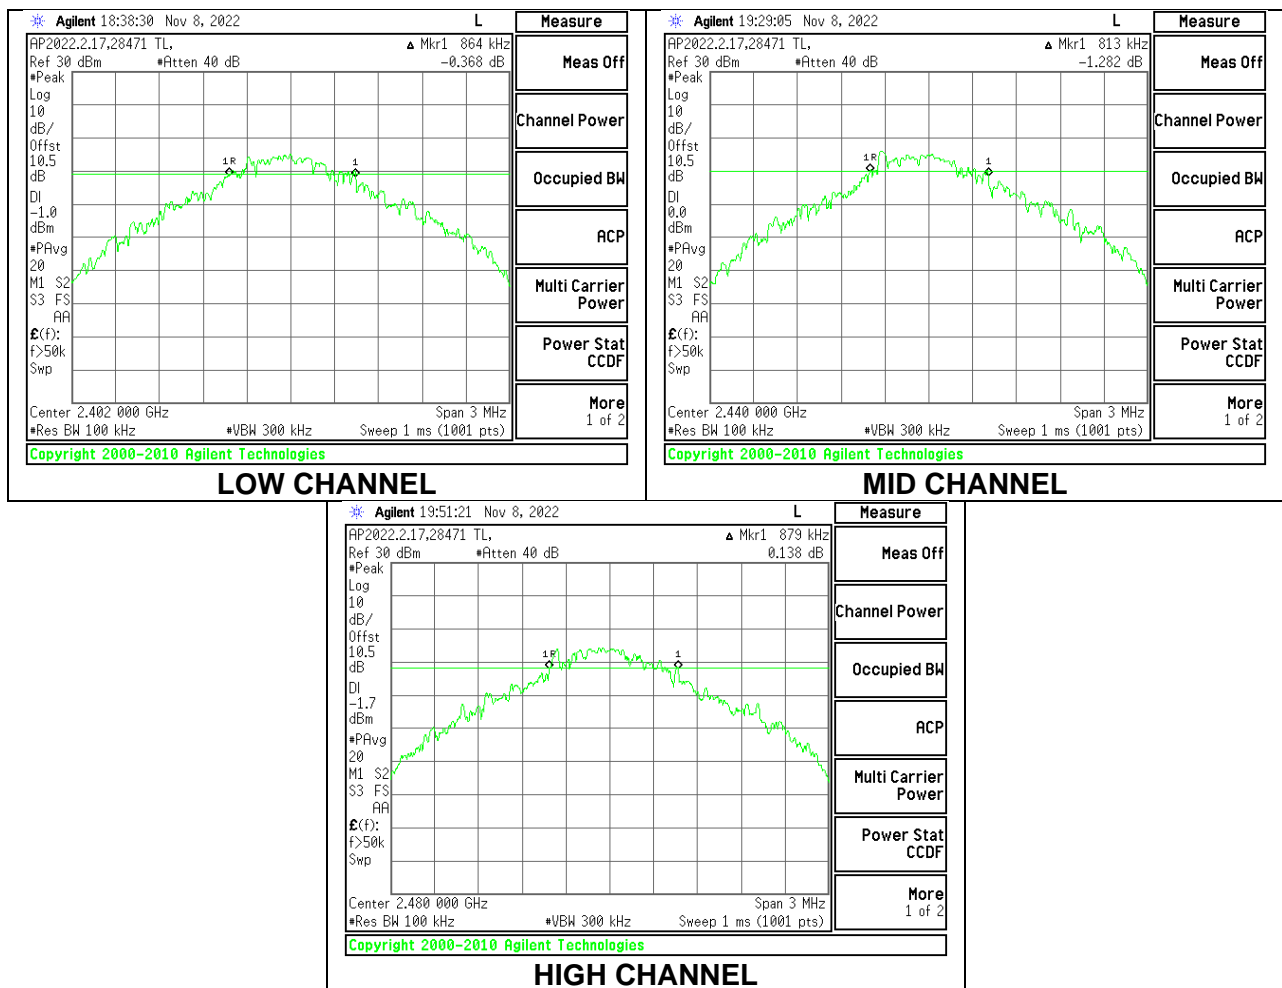 Agilent 18:38:30 Nov 8, 2022 L Measure
AP2022.2.17,28471 TL, Δ Mkr1 864 kHz
Ref 30 dBm #Atten 40 dB -0.368 dB
#Peak
Log
10
dB/
Offst
10.5
dB
DI
-1.0
dBm
#PAvg
20
M1 S2
S3 FS
AA
£(f):
f>50k
Swp
1R
1
Center 2.402 000 GHz Span 3 MHz
#Res BW 100 kHz #VBW 300 kHz Sweep 1 ms (1001 pts)
Meas Off
Channel Power
Occupied BW
ACP
Multi Carrier
Power
Power Stat
CCDF
More
1 of 2
Copyright 2000-2010 Agilent Technologies
LOW CHANNEL
Agilent 19:29:05 Nov 8, 2022 L Measure
AP2022.2.17,28471 TL, Δ Mkr1 813 kHz
Ref 30 dBm #Atten 40 dB -1.282 dB
#Peak
Log
10
dB/
Offst
10.5
dB
DI
0.0
dBm
#PAvg
20
M1 S2
S3 FS
AA
£(f):
f>50k
Swp
1R
1
Center 2.440 000 GHz Span 3 MHz
#Res BW 100 kHz #VBW 300 kHz Sweep 1 ms (1001 pts)
Meas Off
Channel Power
Occupied BW
ACP
Multi Carrier
Power
Power Stat
CCDF
More
1 of 2
Copyright 2000-2010 Agilent Technologies
MID CHANNEL
Agilent 19:51:21 Nov 8, 2022 L Measure
AP2022.2.17,28471 TL, Δ Mkr1 879 kHz
Ref 30 dBm #Atten 40 dB 0.138 dB
#Peak
Log
10
dB/
Offst
10.5
dB
DI
-1.7
dBm
#PAvg
20
M1 S2
S3 FS
AA
£(f):
f>50k
Swp
1R
1
Center 2.480 000 GHz Span 3 MHz
#Res BW 100 kHz #VBW 300 kHz Sweep 1 ms (1001 pts)
Meas Off
Channel Power
Occupied BW
ACP
Multi Carrier
Power
Power Stat
CCDF
More
1 of 2
Copyright 2000-2010 Agilent Technologies
HIGH CHANNEL